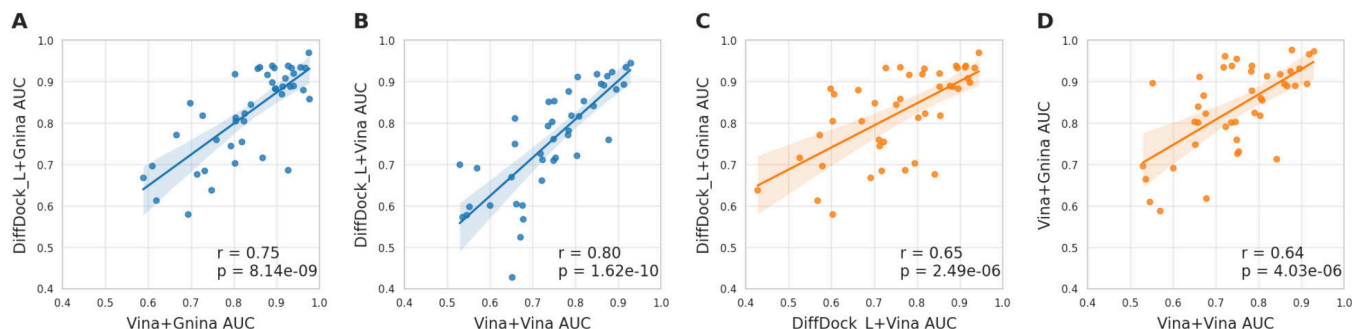 A
DiffDock_L+Gnina AUC
1.0
0.9
0.8
0.7
0.6
0.5
0.4
r = 0.75
p = 8.14e-09
0.4 0.5 0.6 0.7 0.8 0.9 1.0
Vina+Gnina AUC
B
DiffDock_L+Vina AUC
1.0
0.9
0.8
0.7
0.6
0.5
0.4
r = 0.80
p = 1.62e-10
0.4 0.5 0.6 0.7 0.8 0.9 1.0
Vina+Vina AUC
C
DiffDock_L+Gnina AUC
1.0
0.9
0.8
0.7
0.6
0.5
0.4
r = 0.65
p = 2.49e-06
0.4 0.5 0.6 0.7 0.8 0.9 1.0
DiffDock_L+Vina AUC
D
Vina+Gnina AUC
1.0
0.9
0.8
0.7
0.6
0.5
0.4
r = 0.64
p = 4.03e-06
0.4 0.5 0.6 0.7 0.8 0.9 1.0
Vina+Vina AUC